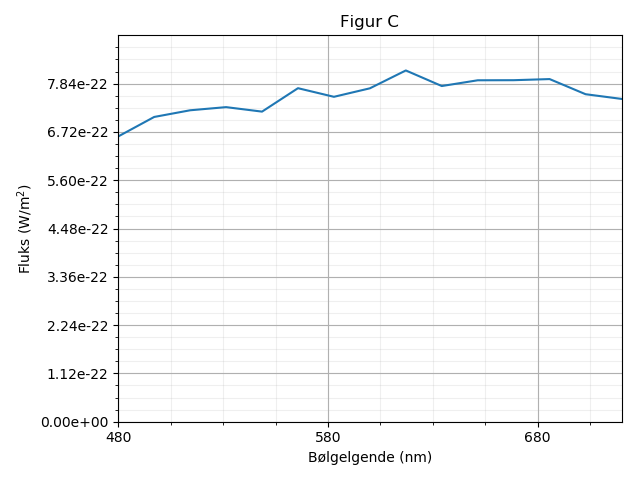 Figur C
7.84e-22
6.72e-22
5.60e-22
4.48e-22
3.36e-22
2.24e-22
1.12e-22
0.00e+00
Fluks (W/m²)
480 580 680
Bølgelgende (nm)